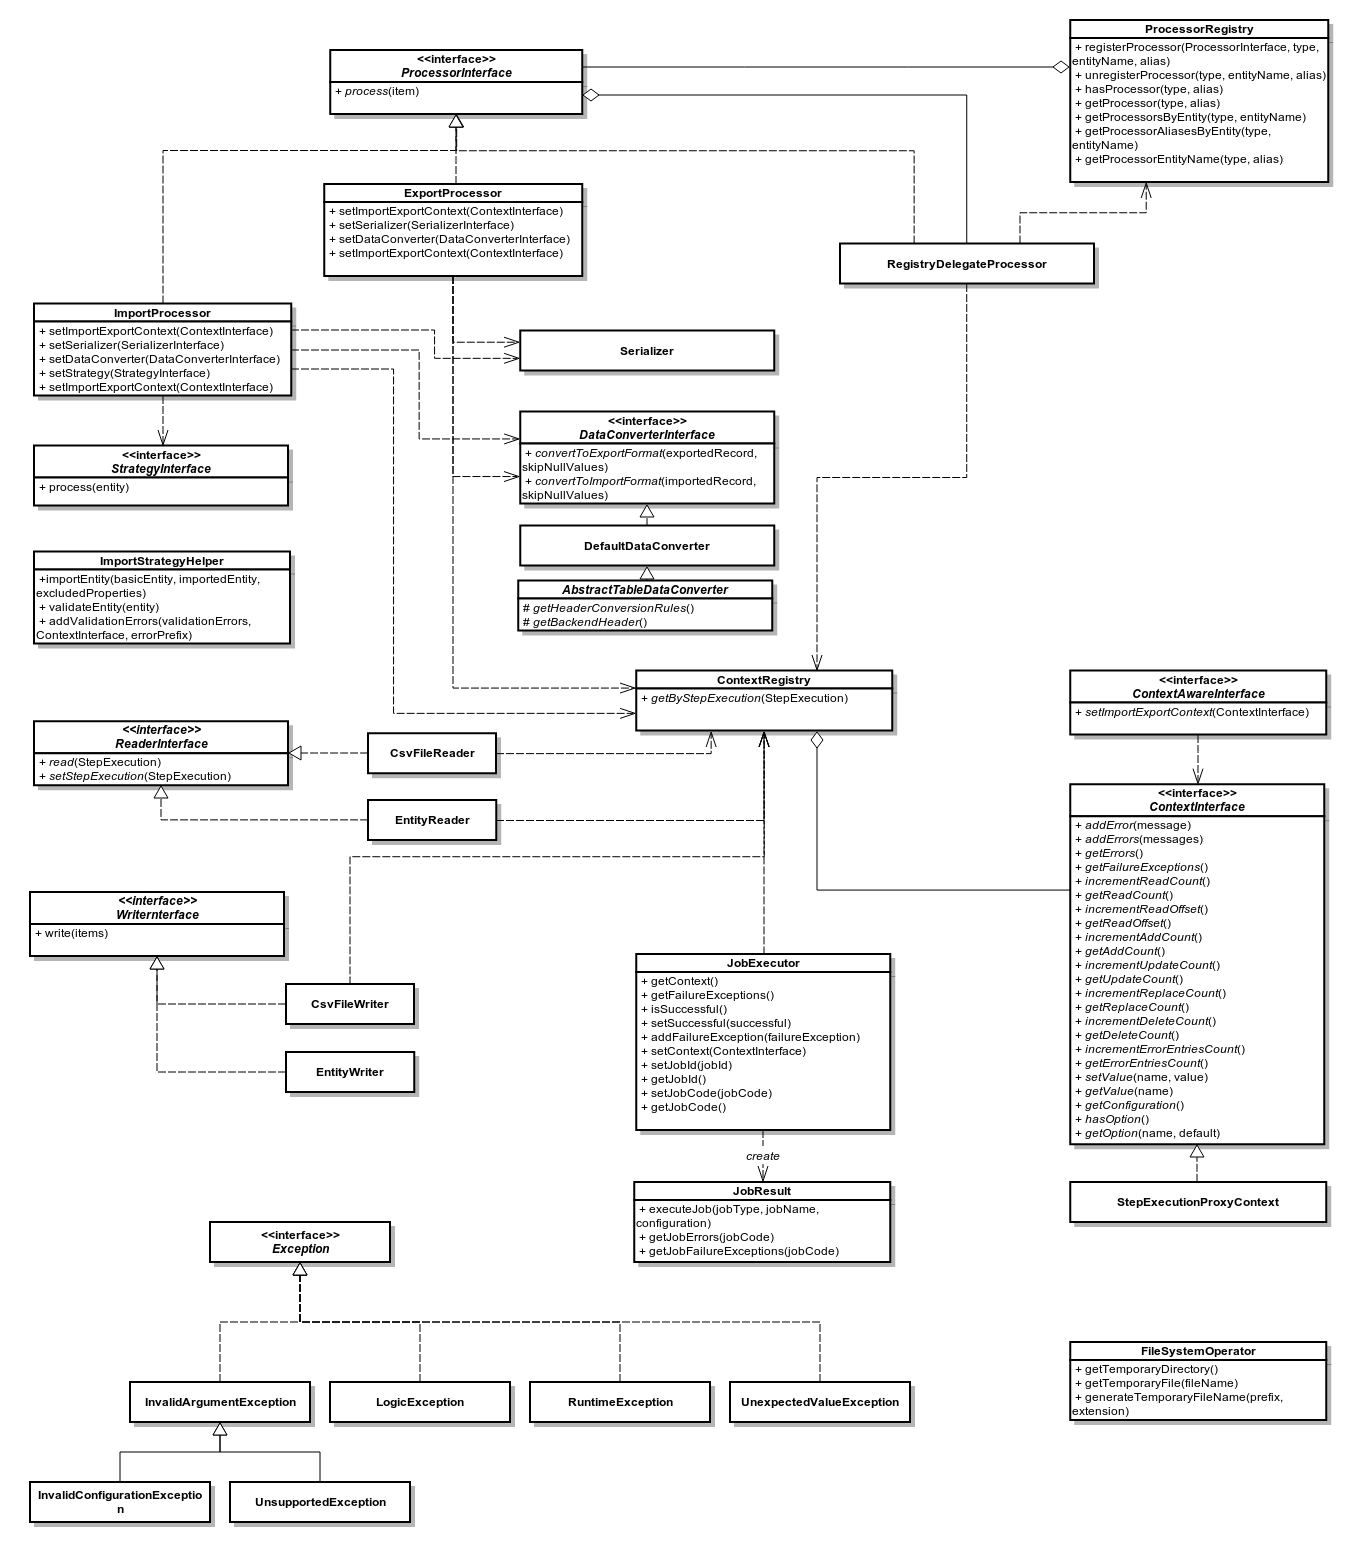 <<interface>>
ProcessorInterface
+ process(item)
ProcessorRegistry
+ registerProcessor(ProcessorInterface, type,
entityName, alias)
+ unregisterProcessor(type, entityName, alias)
+ hasProcessor(type, alias)
+ getProcessor(type, alias)
+ getProcessorsByEntity(type, entityName)
+ getProcessorAliasesByEntity(type,
entityName)
+ getProcessorEntityName(type, alias)
ExportProcessor
+ setImportExportContext(ContextInterface)
+ setSerializer(SerializerInterface)
+ setDataConverter(DataConverterInterface)
+ setImportExportContext(ContextInterface)
RegistryDelegateProcessor
ImportProcessor
+ setImportExportContext(ContextInterface)
+ setSerializer(SerializerInterface)
+ setDataConverter(DataConverterInterface)
+ setStrategy(StrategyInterface)
+ setImportExportContext(ContextInterface)
Serializer
<<interface>>
StrategyInterface
+ process(entity)
<<interface>>
DataConverterInterface
+ convertToExportFormat(exportedRecord,
skipNullValues)
+ convertToImportFormat(importedRecord,
skipNullValues)
DefaultDataConverter
AbstractTableDataConverter
# getHeaderConversionRules()
# getBackendHeader()
ImportStrategyHelper
+importEntity(basicEntity, importedEntity,
excludedProperties)
+ validateEntity(entity)
+ addValidationErrors(validationErrors,
ContextInterface, errorPrefix)
ContextRegistry
+ getByStepExecution(StepExecution)
<<interface>>
ContextAwareInterface
+ setImportExportContext(ContextInterface)
<<interface>>
ReaderInterface
+ read(StepExecution)
+ setStepExecution(StepExecution)
CsvFileReader
EntityReader
<<interface>>
ContextInterface
+ addError(message)
+ addErrors(messages)
+ getErrors()
+ getFailureExceptions()
+ incrementReadCount()
+ getReadCount()
+ incrementReadOffset()
+ getReadOffset()
+ incrementAddCount()
+ getAddCount()
+ incrementUpdateCount()
+ getUpdateCount()
+ incrementReplaceCount()
+ getReplaceCount()
+ incrementDeleteCount()
+ getDeleteCount()
+ incrementErrorEntriesCount()
+ getErrorEntriesCount()
+ setValue(name, value)
+ getValue(name)
+ getConfiguration()
+ hasOption()
+ getOption(name, default)
<<interface>>
Writernterface
+ write(items)
CsvFileWriter
EntityWriter
JobExecutor
+ getContext()
+ getFailureExceptions()
+ isSuccessful()
+ setSuccessful(successful)
+ addFailureException(failureException)
+ setContext(ContextInterface)
+ setJobId(jobId)
+ getJobId()
+ setJobCode(jobCode)
+ getJobCode()
create
JobResult
+ executeJob(jobType, jobName,
configuration)
+ getJobErrors(jobCode)
+ getJobFailureExceptions(jobCode)
StepExecutionProxyContext
<<interface>>
Exception
InvalidArgumentException
LogicException
RuntimeException
UnexpectedValueException
FileSystemOperator
+ getTemporaryDirectory()
+ getTemporaryFile(fileName)
+ generateTemporaryFileName(prefix,
extension)
InvalidConfigurationExceptio
n
UnsupportedException